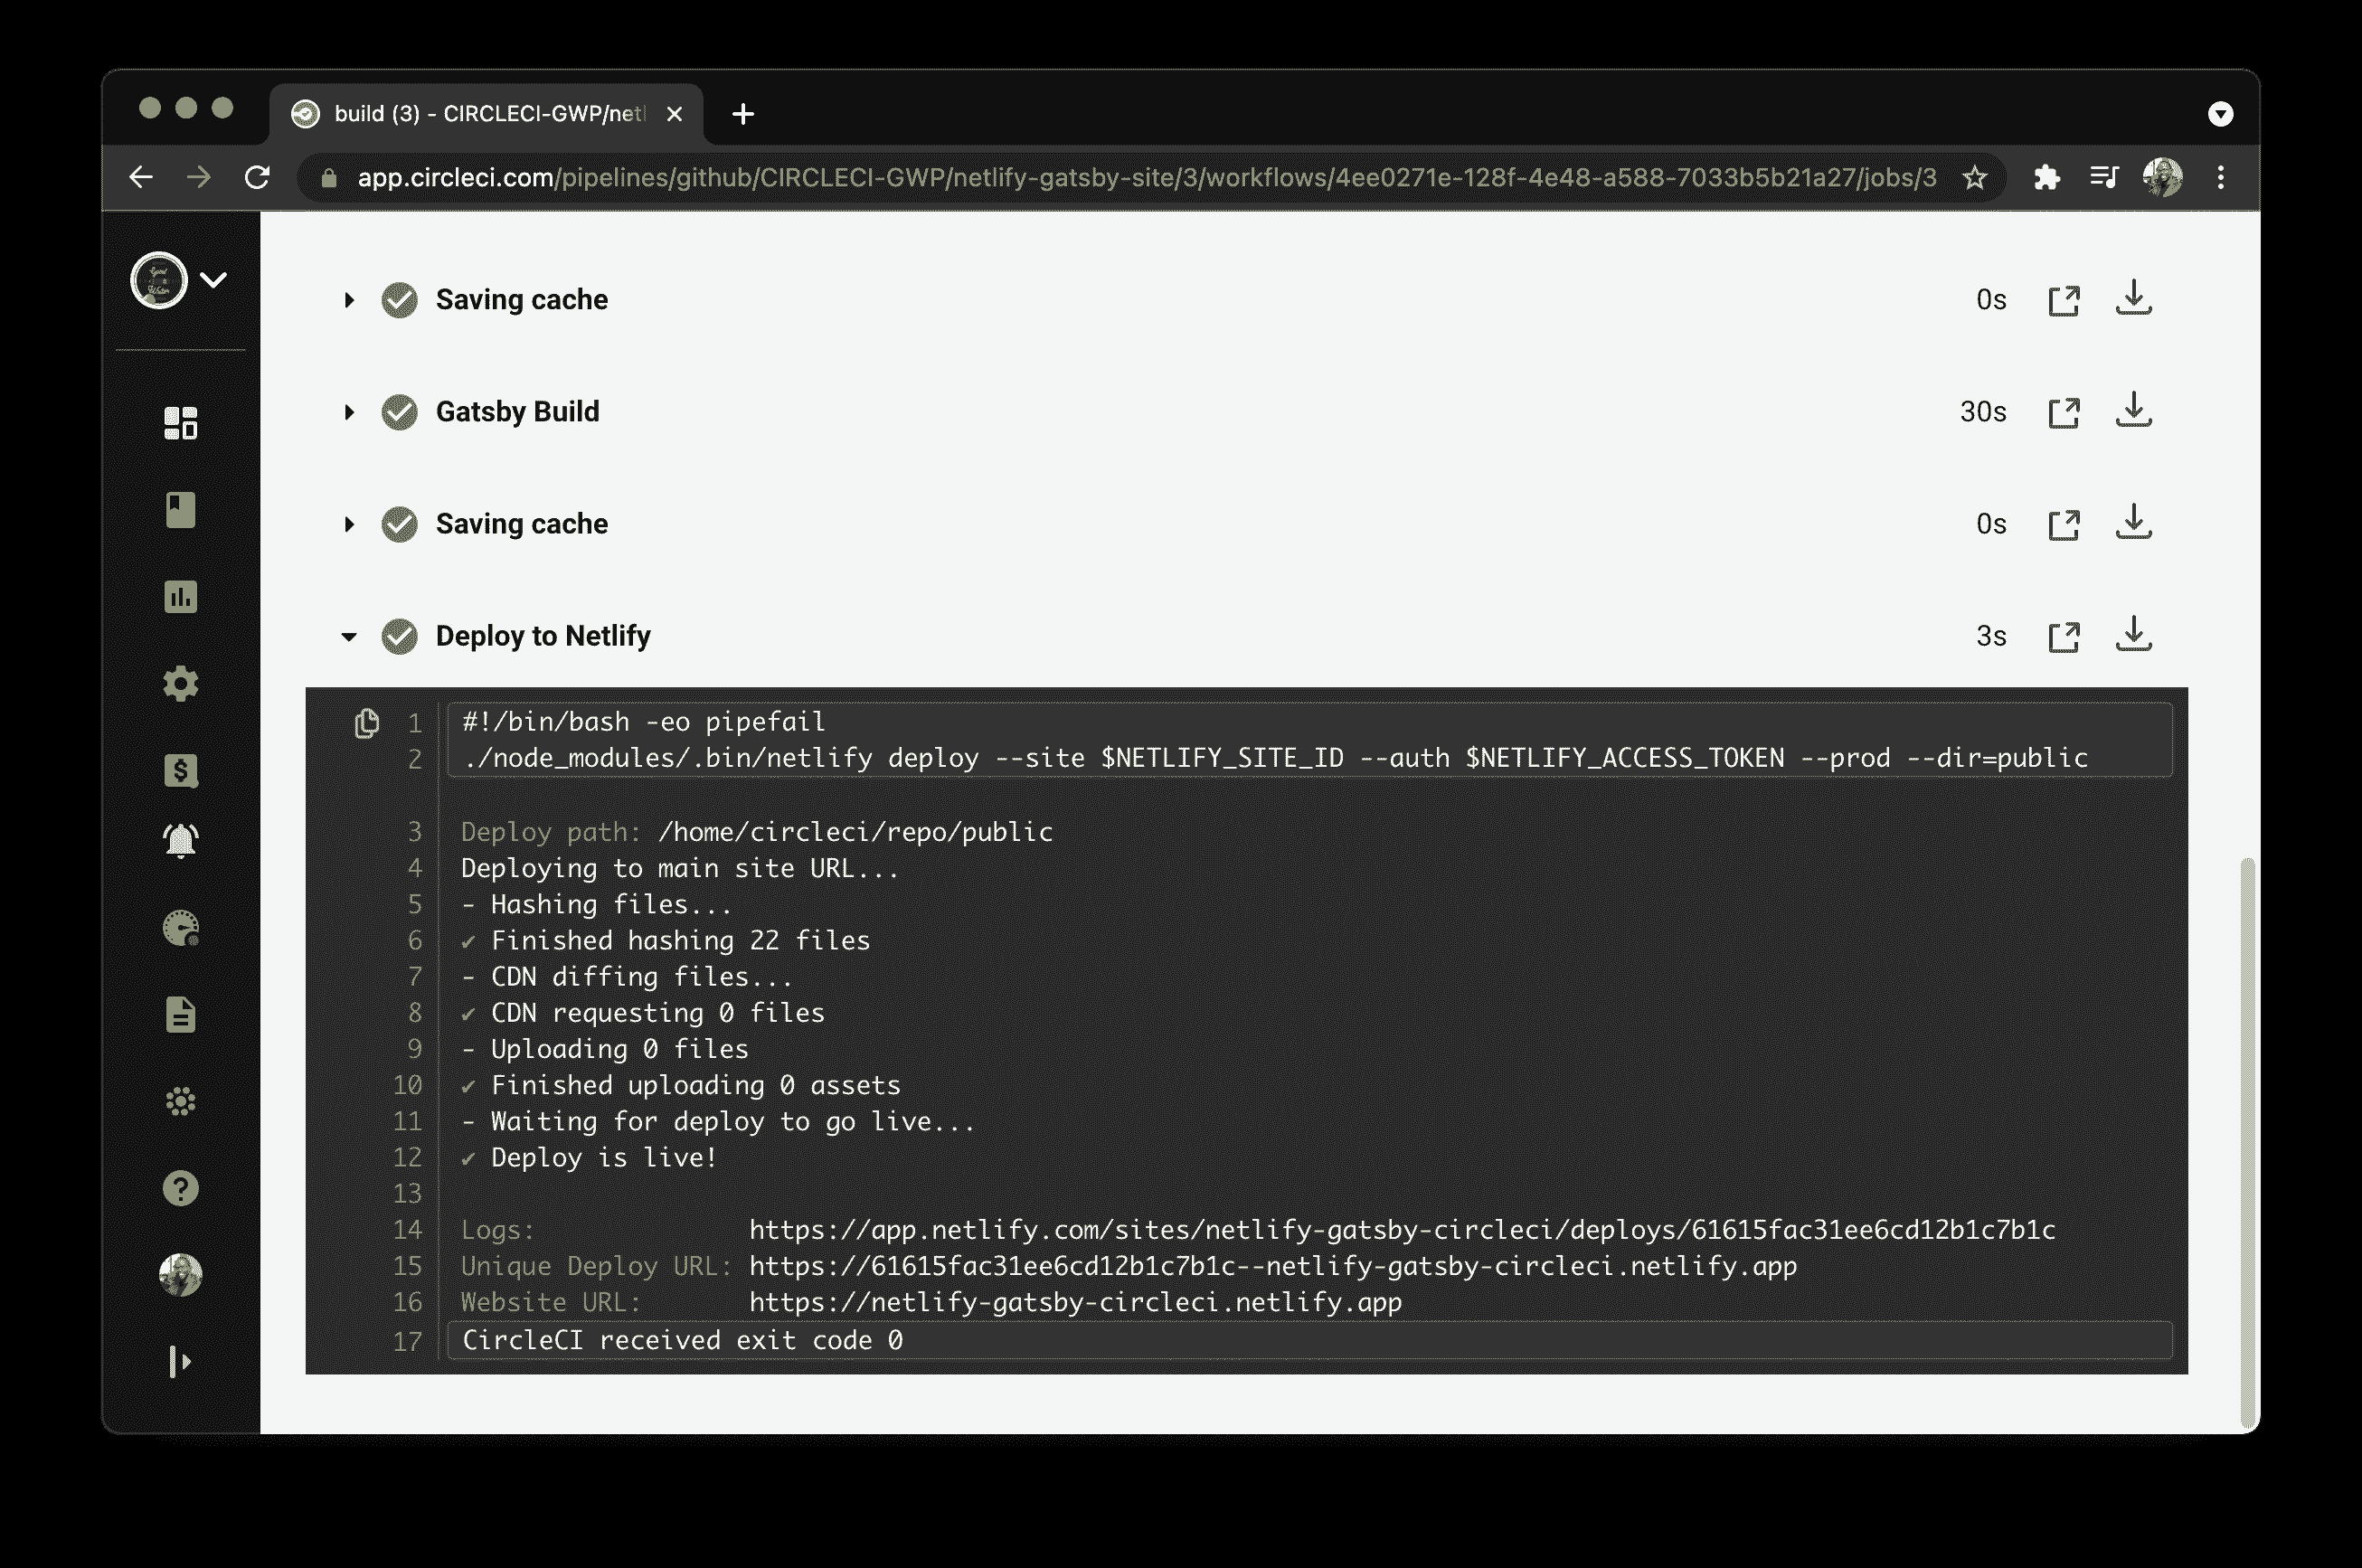 build (3) - CIRCLECI-GWP/netl
app.circleci.com/pipelines/github/CIRCLECI-GWP/netlify-gatsby-site/3/workflows/4ee0271e-128f-4e48-a588-7033b5b21a27/jobs/3
Saving cache 0s
Gatsby Build 30s
Saving cache 0s
Deploy to Netlify 3s
1 #!/bin/bash -eo pipefail
2 ./node_modules/.bin/netlify deploy --site $NETLIFY_SITE_ID --auth $NETLIFY_ACCESS_TOKEN --prod --dir=public
3 Deploy path: /home/circleci/repo/public
4 Deploying to main site URL...
5 - Hashing files...
6 ✔ Finished hashing 22 files
7 - CDN diffing files...
8 ✔ CDN requesting 0 files
9 - Uploading 0 files
10 ✔ Finished uploading 0 assets
11 - Waiting for deploy to go live...
12 ✔ Deploy is live!
13
14 Logs: https://app.netlify.com/sites/netlify-gatsby-circleci/deploys/61615fac31ee6cd12b1c7b1c
15 Unique Deploy URL: https://61615fac31ee6cd12b1c7b1c--netlify-gatsby-circleci.netlify.app
16 Website URL: https://netlify-gatsby-circleci.netlify.app
17 CircleCI received exit code 0